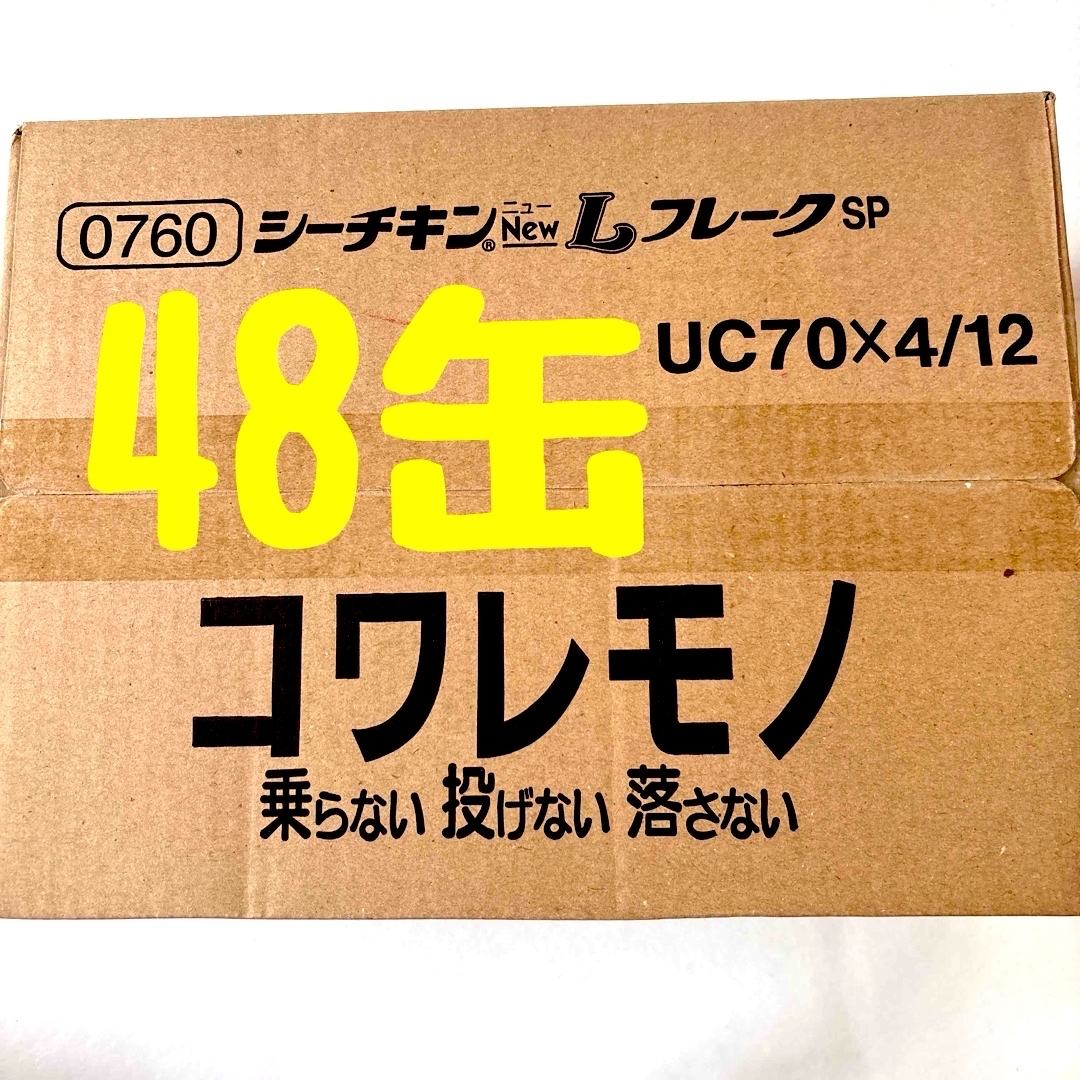 0760 シーチキン® ニュー New L フレーク SP
48缶 UC70×4/12
コワレモノ
乗らない 投げない 落さない